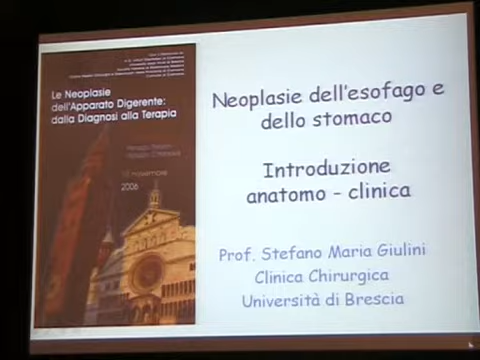 Le Neoplasie
dell'Apparato Digerente:
dalla Diagnosi alla Terapia
novembre
2006
Neoplasie dell'esofago e
dello stomaco
Introduzione
anatomo - clinica
Prof. Stefano Maria Giulini
Clinica Chirurgica
Università di Brescia